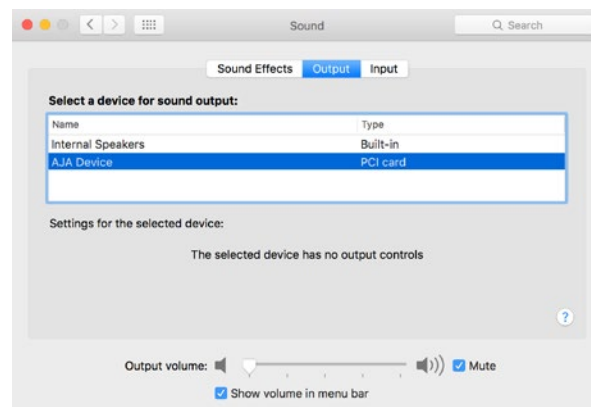 Sound
Search
Sound Effects Output Input
Select a device for sound output:
Name Type
Internal Speakers Built-in
AJA Device PCI card
Settings for the selected device:
The selected device has no output controls
?
Output volume: Mute
Show volume in menu bar